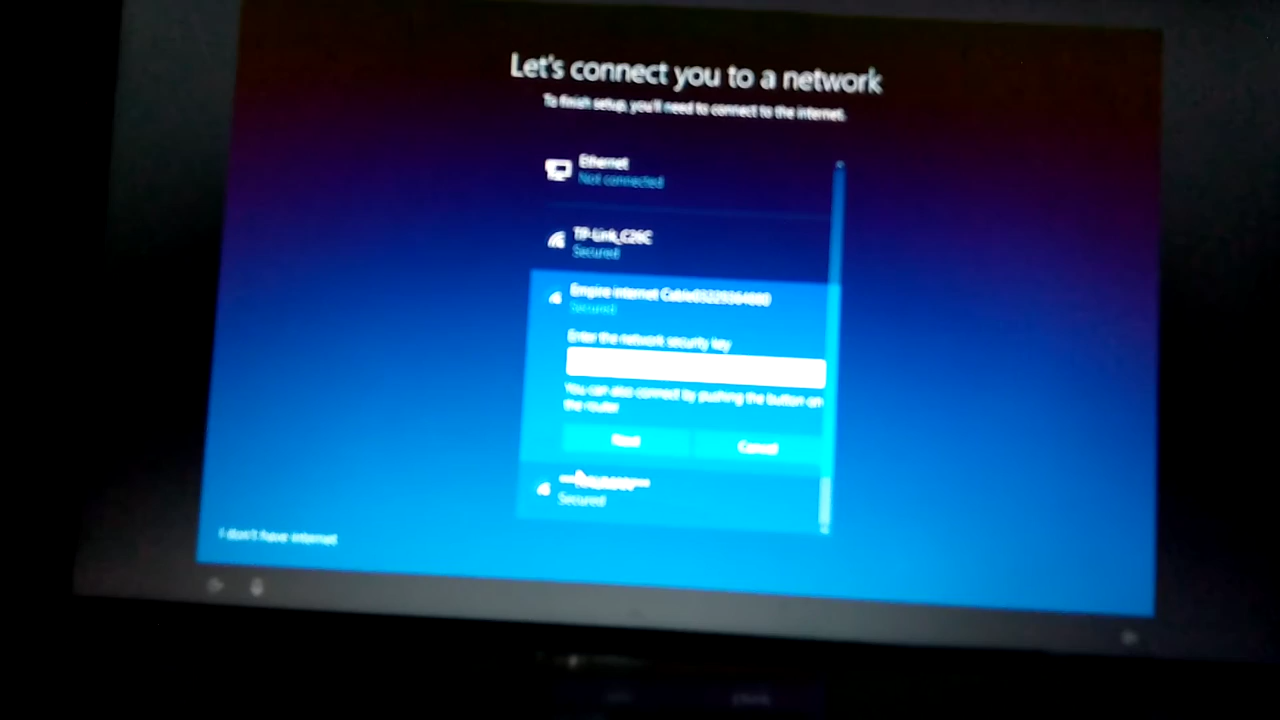 Let's connect you to a network
To finish setup, you'll need to connect to the internet.
Ethernet
Not connected
TP-Link_C26C
Secured
Empire internet
Secured
Enter the network security key
You can also connect by pushing the button on
the router
Next
Cancel
Secured
I don't have internet